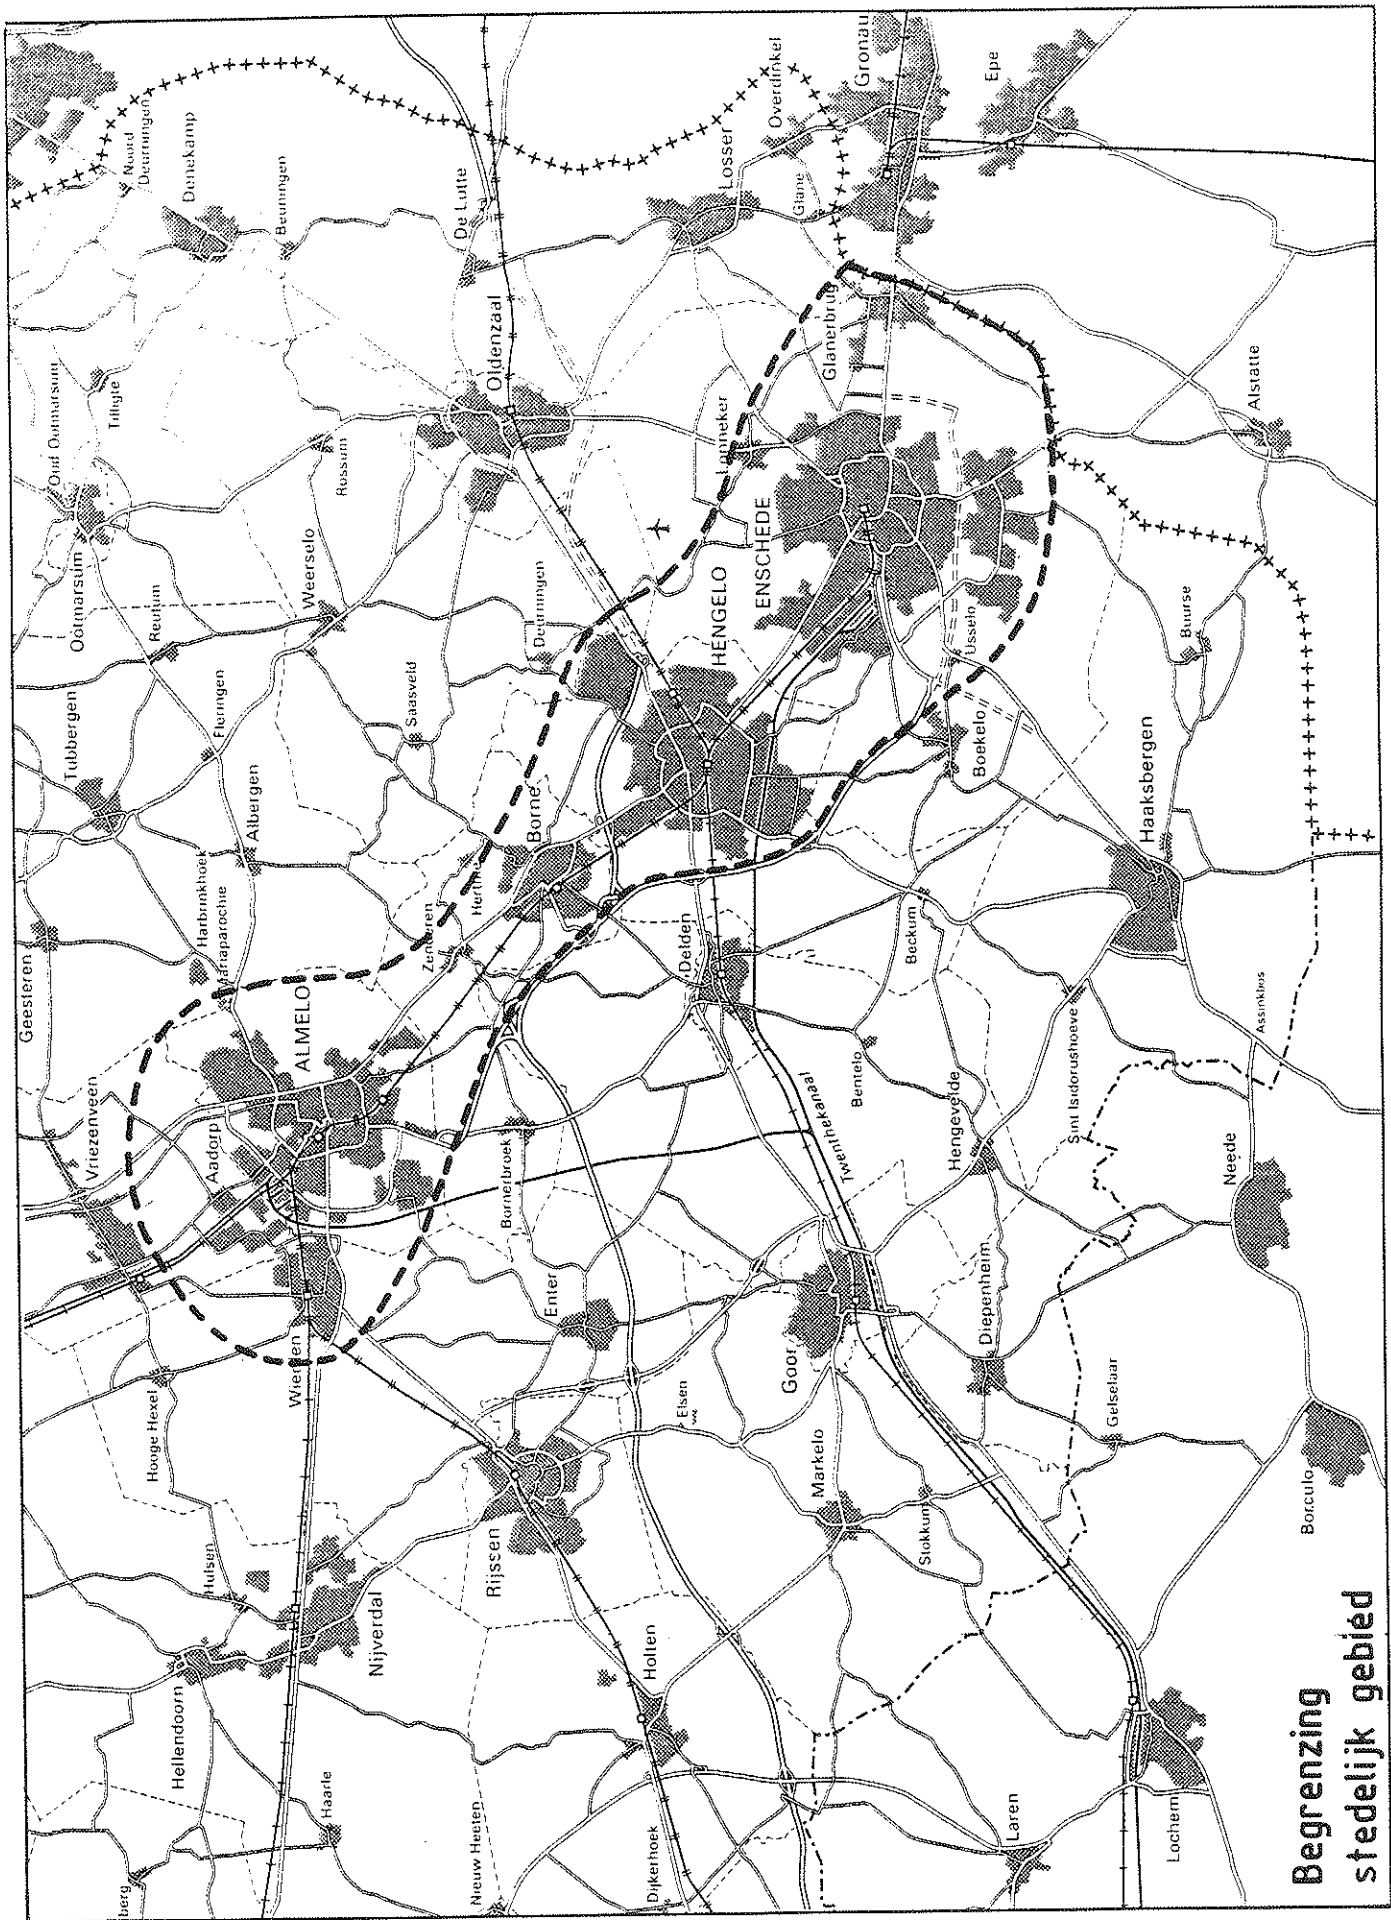 Begrenzing
stedelijk gebied
Geesteren
Vriezenveen
Hooge Hexel
Hulsen
Hellendoorn
Haarle
Nieuw Heeten
Dijkerhoek
Nijverdal
Wierden
Aadorp
ALMELO
Mariaparochie
Harbrinkhoek
Albergen
Tubbergen
Fleringen
Reutum
Ootmarsum
Oud Ootmarsum
Tilligte
Noord
Deurningen
Denekamp
Beuningen
De Lutte
Oldenzaal
Rossum
Weerselo
Saasveld
Deurningen
Hertme
Zenderen
Borne
HENGELO
ENSCHEDE
Lonneker
Glanerbrug
Glane
Losser
Overdinkel
Gronau
Epe
Alstätte
Usselo
Boekelo
Buurse
Haaksbergen
Beckum
Delden
Bentelo
Hengevelde
Sint Isidorushoeve
Assinkbos
Twenthekanaal
Bornerbroek
Enter
Rijssen
Elsen
Holten
Goor
Markelo
Stokkum
Diepenheim
Gelselaar
Neede
Borculo
Lochem
Laren